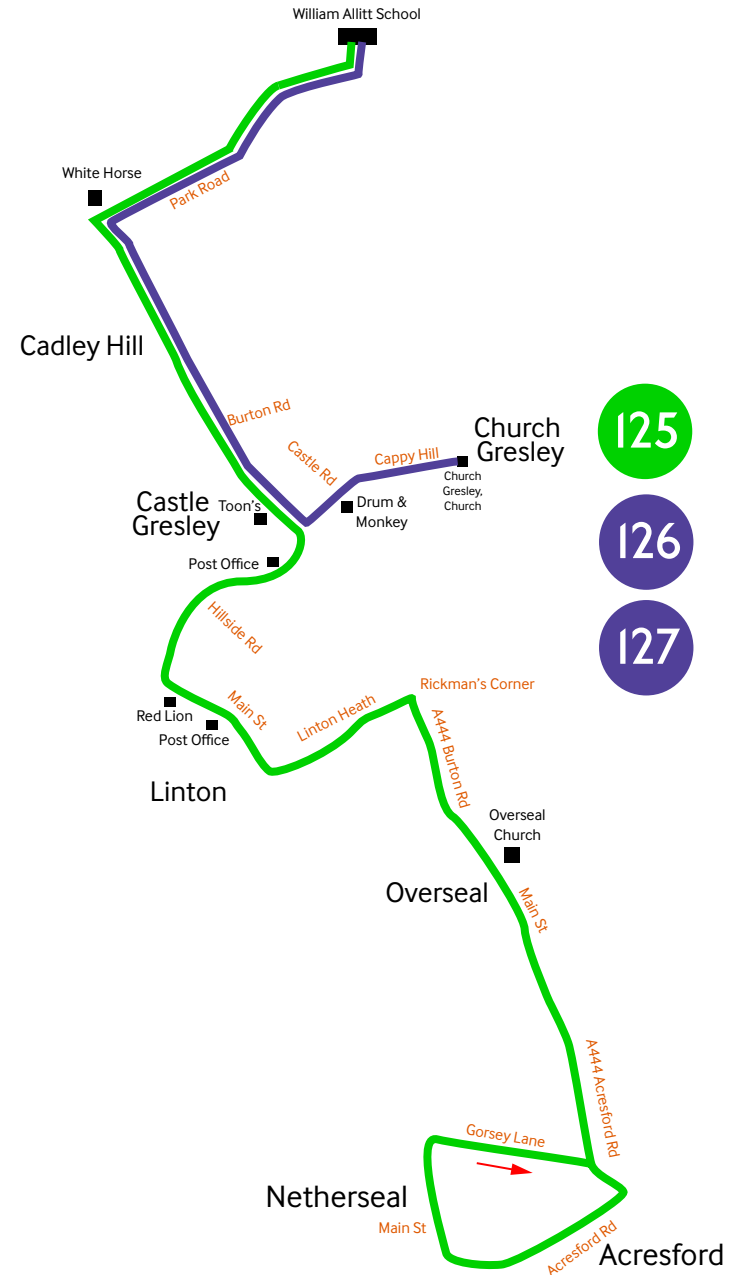 William Allitt School
White Horse
Park Road
Cadley Hill
Burton Rd
Castle Rd
Cappy Hill
Church
Gresley
Church
Gresley,
Church
125
126
127
Castle
Gresley
Toon's
Drum &
Monkey
Post Office
Hillside Rd
Red Lion
Main St
Post Office
Linton Heath
Rickman's Corner
A444 Burton Rd
Linton
Overseal
Church
Overseal
Main St
A444 Acresford Rd
Gorsey Lane
Netherseal
Main St
Acresford Rd
Acresford